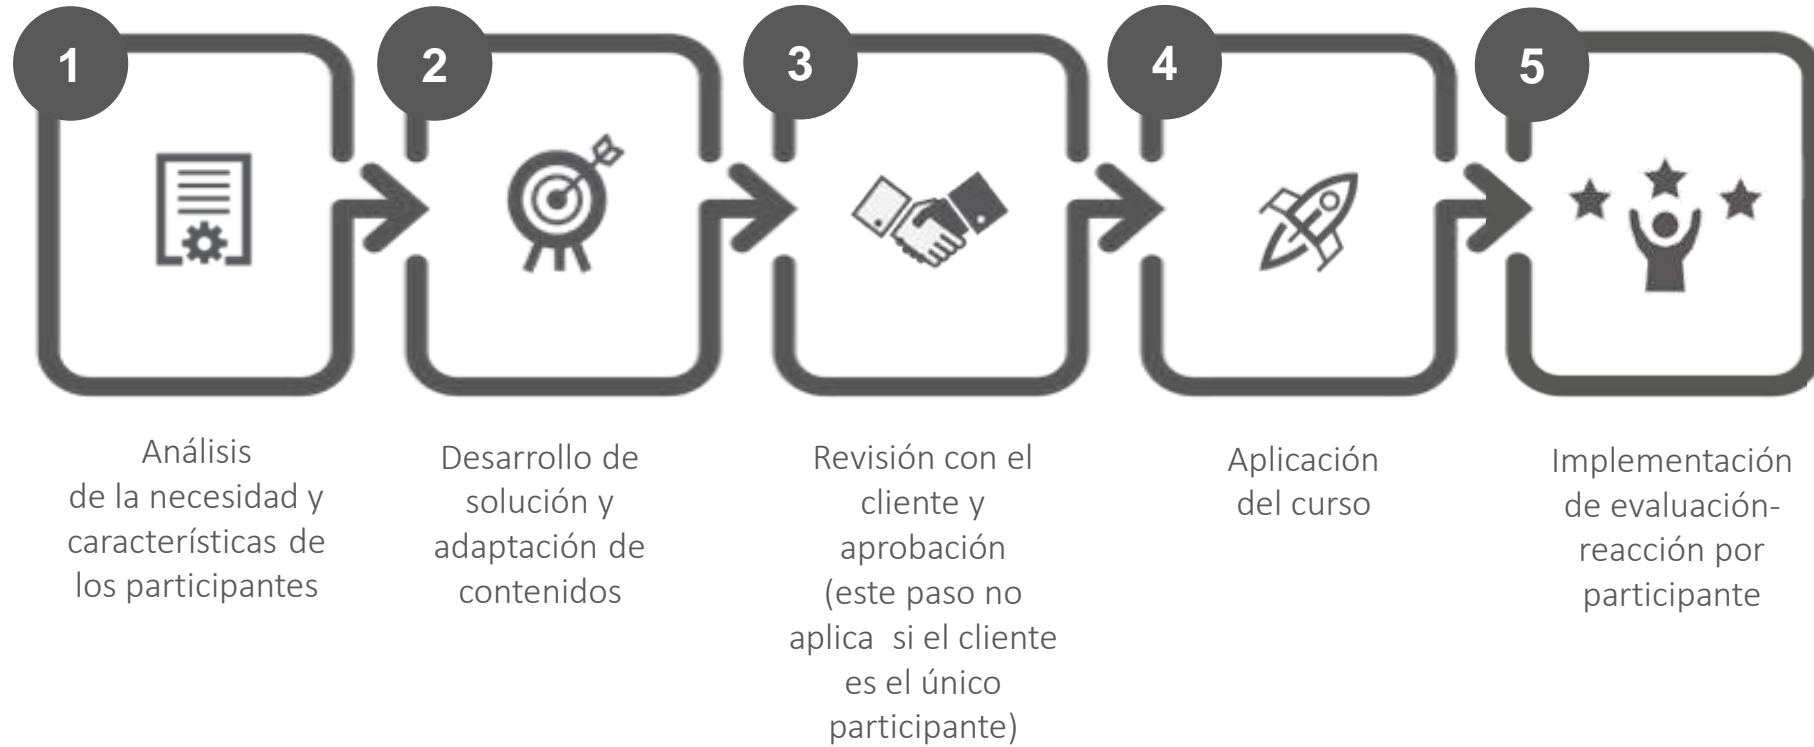 1
Análisis
de la necesidad y
características de
los participantes
2
Desarrollo de
solución y
adaptación de
contenidos
3
Revisión con el
cliente y
aprobación
(este paso no
aplica  si el cliente
es el único
participante)
4
Aplicación
del curso
5
Implementación
de evaluación-
reacción por
participante